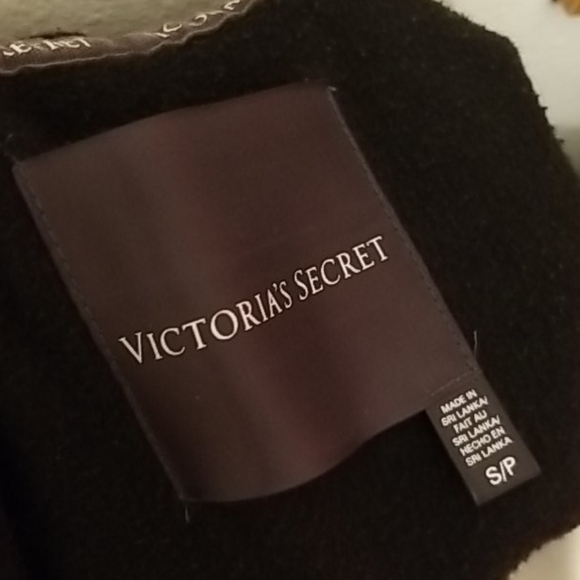 VICTORIA'S SECRET
MADE IN
SRI LANKA/
FAIT AU
SRI LANKA/
HECHO EN
SRI LANKA
S/P